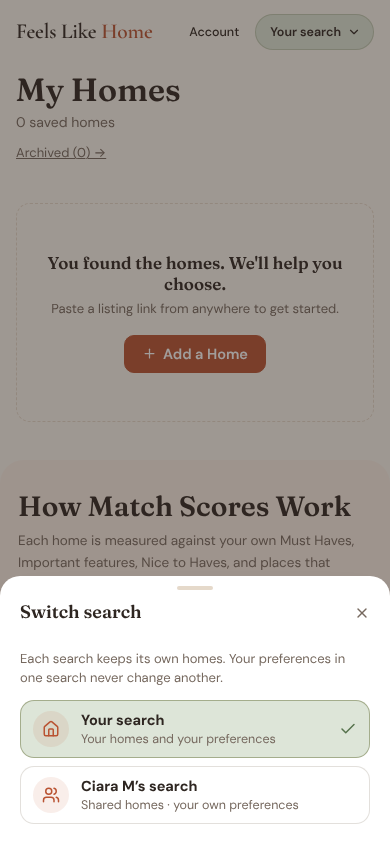 Feels Like Home
Account
Your search
My Homes
0 saved homes
Archived (0) →
You found the homes. We'll help you
choose.
Paste a listing link from anywhere to get started.
+ Add a Home
How Match Scores Work
Each home is measured against your own Must Haves,
Important features, Nice to Haves, and places that
Switch search
Each search keeps its own homes. Your preferences in
one search never change another.
Your search
Your homes and your preferences
Ciara M’s search
Shared homes · your own preferences